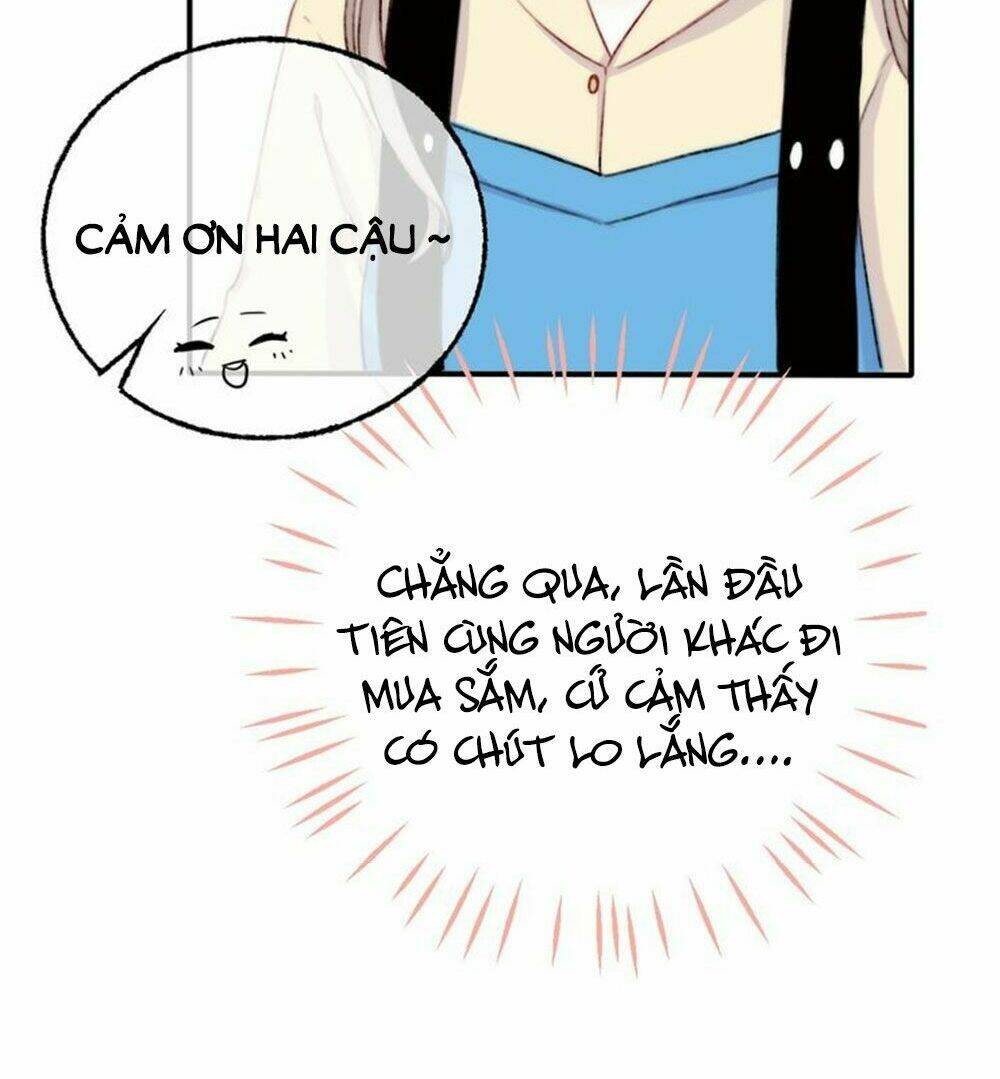 CẢM ƠN HAI CẬU ~
CHẲNG QUA, LẦN ĐẦU
TIÊN CÙNG NGƯỜI KHÁC ĐI
MUA SẮM, CỨ CẢM THẤY
CÓ CHÚT LO LẮNG....